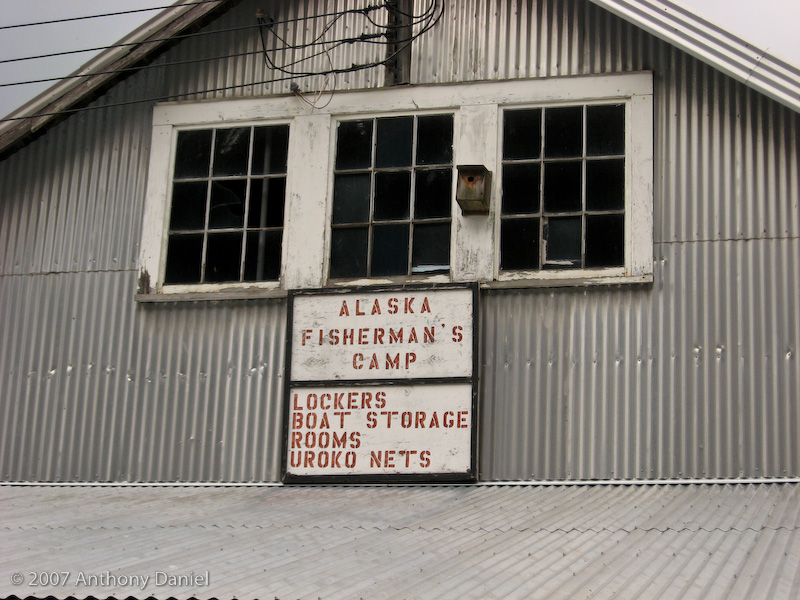 ALASKA
FISHERMAN'S
CAMP
LOCKERS
BOAT STORAGE
ROOMS
UROKO NETS
© 2007 Anthony Daniel